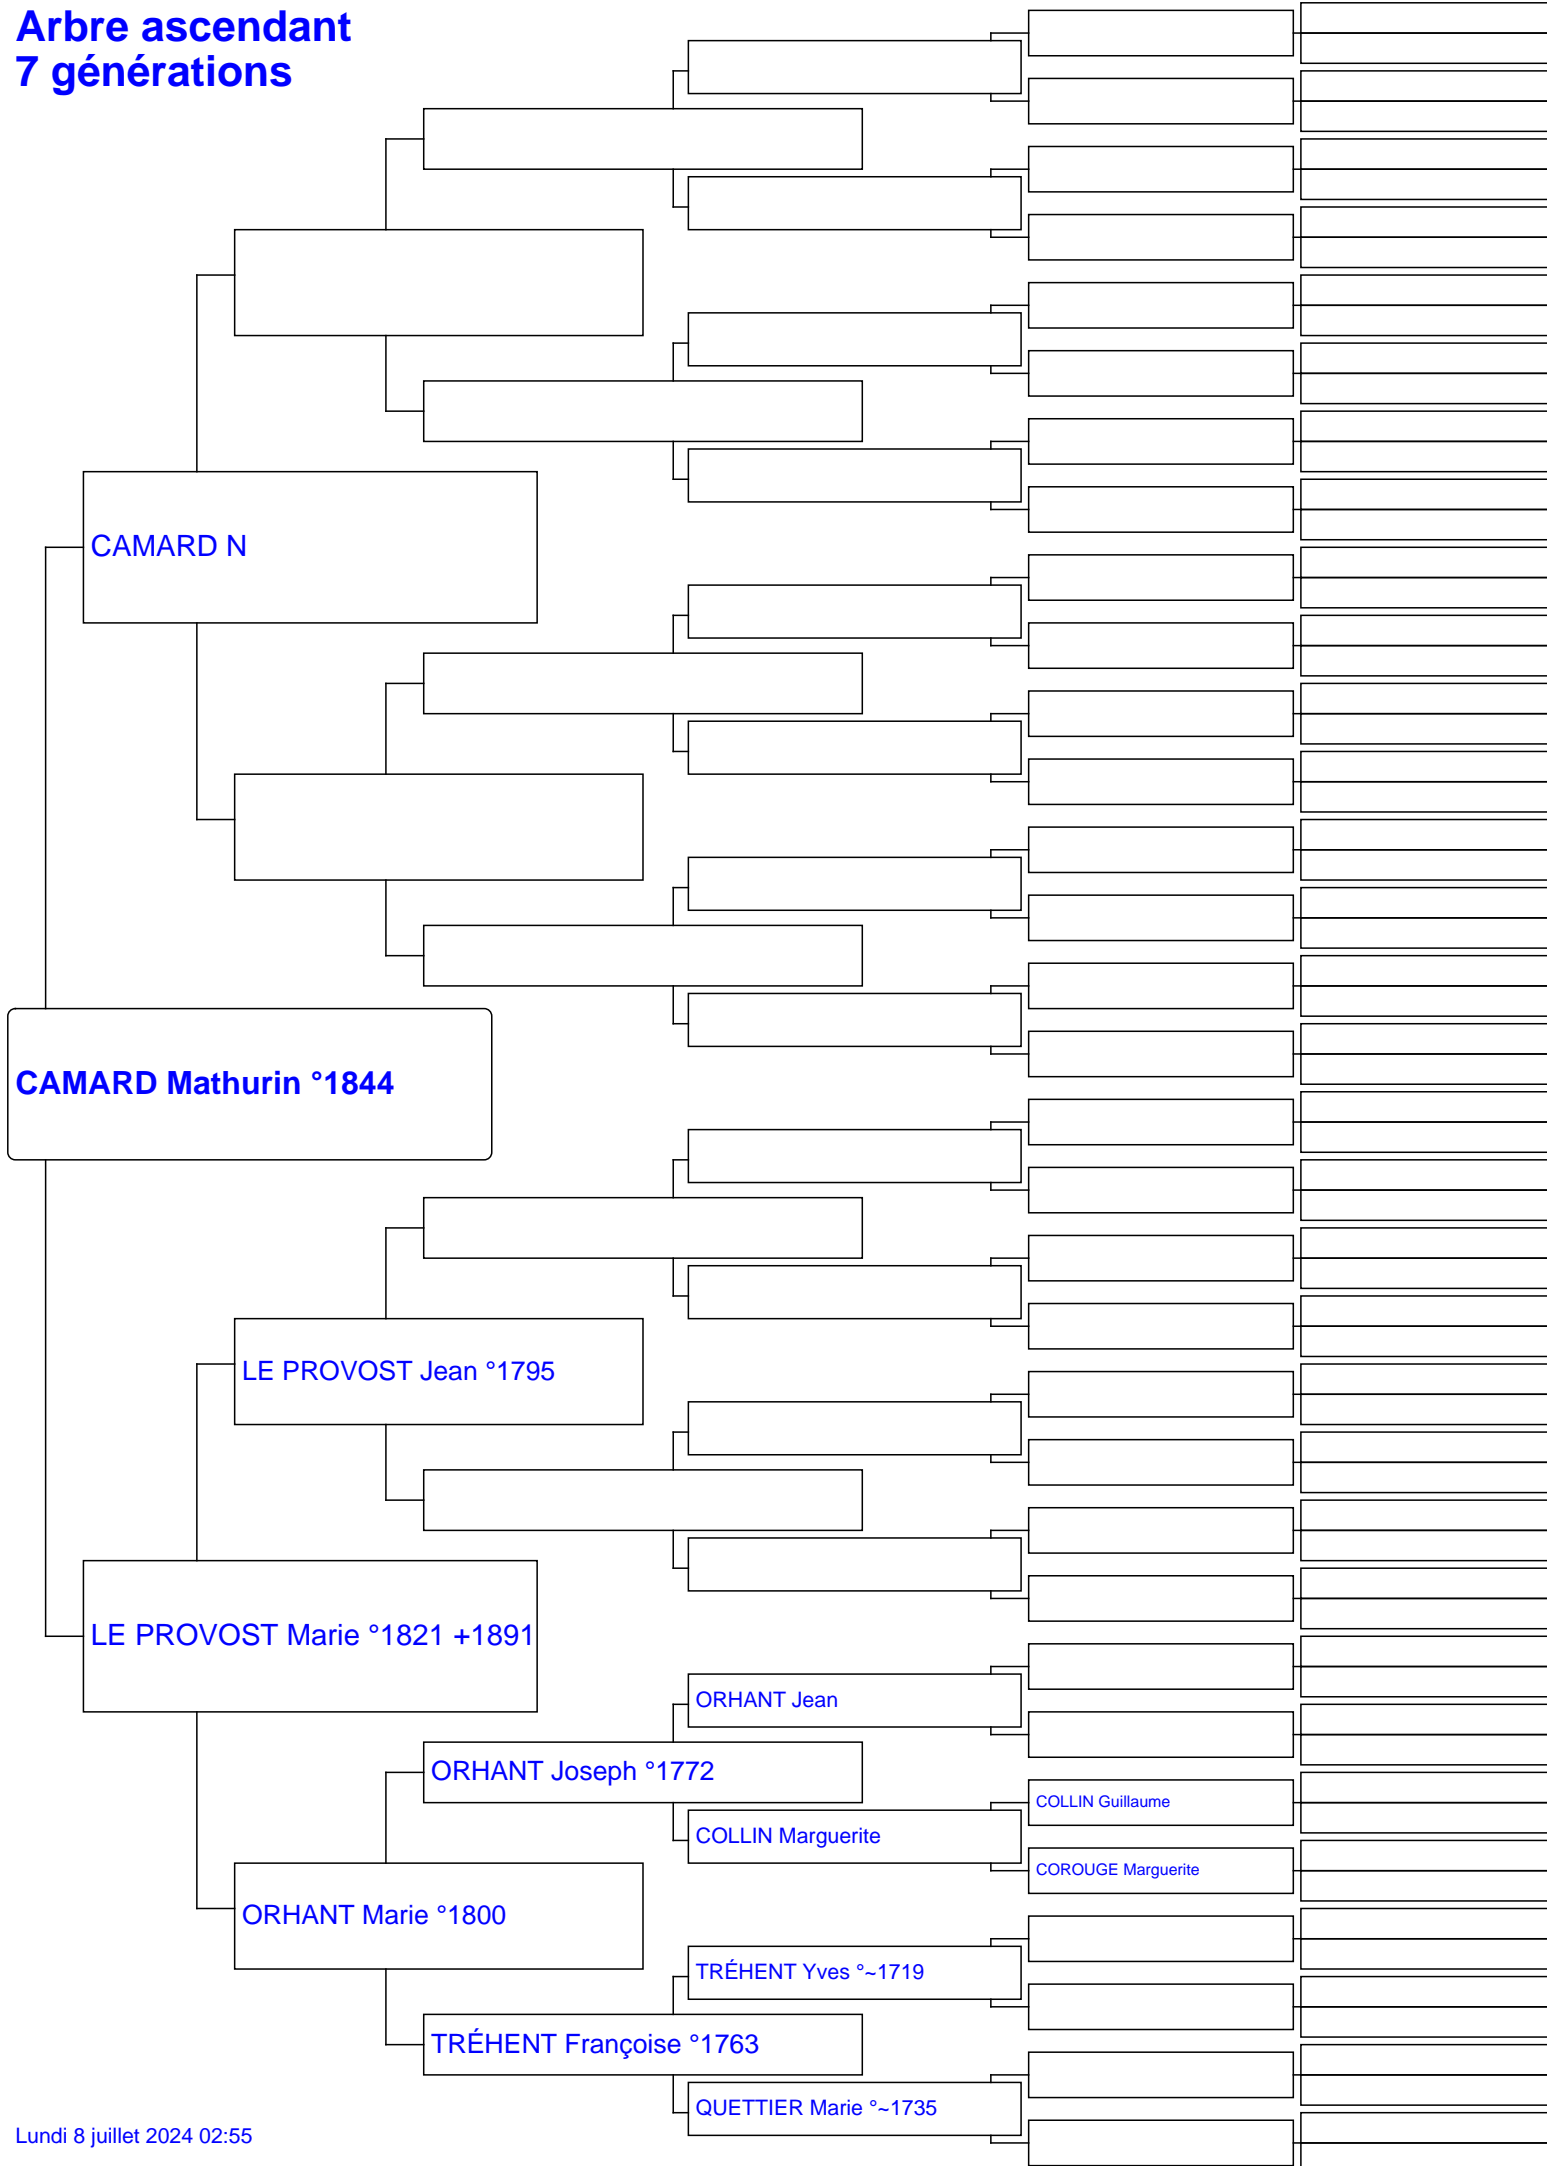 Arbre ascendant
7 générations
CAMARD N
CAMARD Mathurin °1844
LE PROVOST Jean °1795
LE PROVOST Marie °1821 +1891
ORHANT Jean
ORHANT Joseph °1772
COLLIN Guillaume
COLLIN Marguerite
COROUGE Marguerite
ORHANT Marie °1800
TRÉHENT Yves °~1719
TRÉHENT Françoise °1763
QUETTIER Marie °~1735
Lundi 8 juillet 2024 02:55